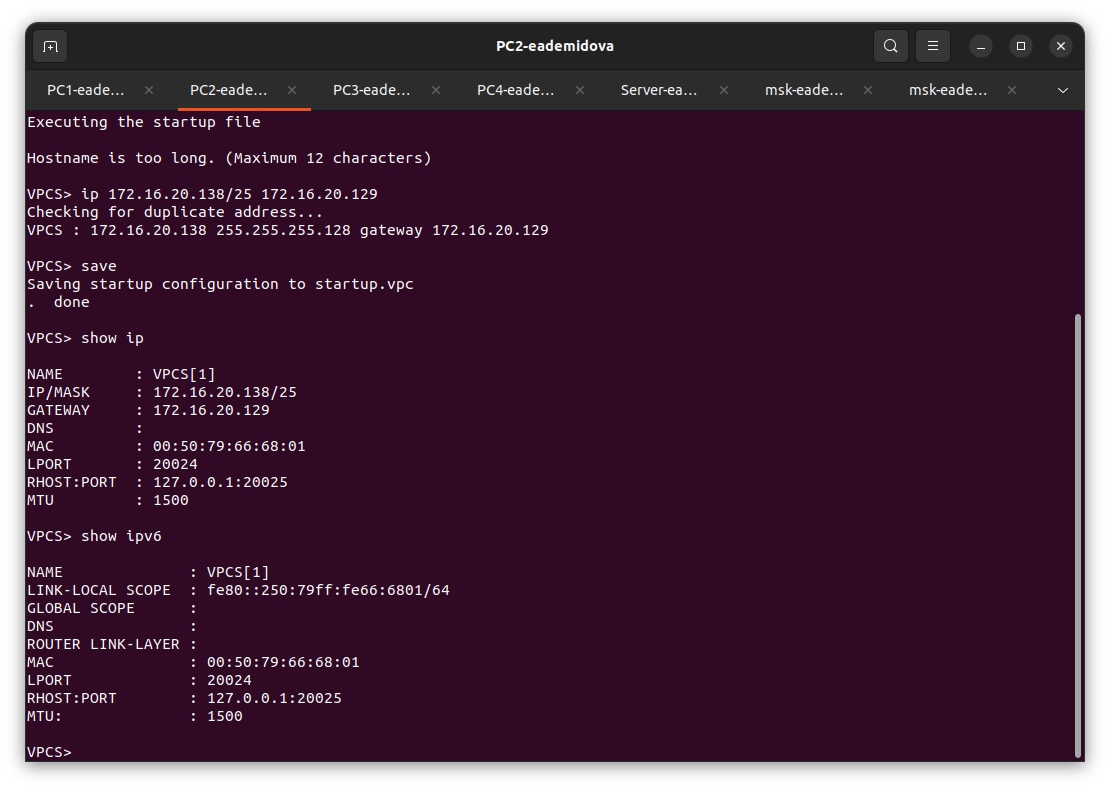 PC2-eademidova
PC1-eade...
PC2-eade...
PC3-eade...
PC4-eade...
Server-ea...
msk-eade...
msk-eade...
Executing the startup file
Hostname is too long. (Maximum 12 characters)
VPCS> ip 172.16.20.138/25 172.16.20.129
Checking for duplicate address...
VPCS : 172.16.20.138 255.255.255.128 gateway 172.16.20.129
VPCS> save
Saving startup configuration to startup.vpc
.  done
VPCS> show ip
NAME        : VPCS[1]
IP/MASK     : 172.16.20.138/25
GATEWAY     : 172.16.20.129
DNS         :
MAC         : 00:50:79:66:68:01
LPORT       : 20024
RHOST:PORT  : 127.0.0.1:20025
MTU         : 1500
VPCS> show ipv6
NAME              : VPCS[1]
LINK-LOCAL SCOPE  : fe80::250:79ff:fe66:6801/64
GLOBAL SCOPE      :
DNS               :
ROUTER LINK-LAYER :
MAC               : 00:50:79:66:68:01
LPORT             : 20024
RHOST:PORT        : 127.0.0.1:20025
MTU:              : 1500
VPCS>